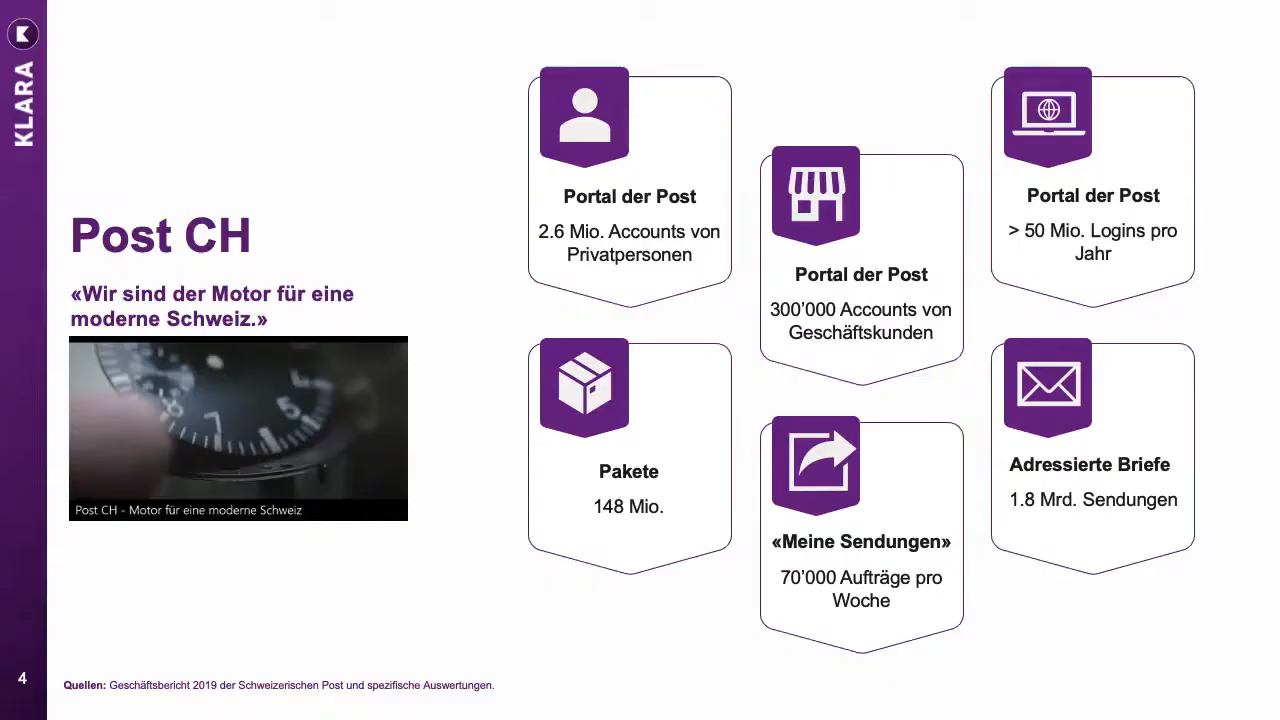 KLARA
Post CH
«Wir sind der Motor für eine
moderne Schweiz.»
7
6
Post CH - Motor für eine moderne Schweiz
Portal der Post
2.6 Mio. Accounts von
Privatpersonen
Portal der Post
300’000 Accounts von
Geschäftskunden
Portal der Post
> 50 Mio. Logins pro
Jahr
Pakete
148 Mio.
«Meine Sendungen»
70’000 Aufträge pro
Woche
Adressierte Briefe
1.8 Mrd. Sendungen
4
Quellen: Geschäftsbericht 2019 der Schweizerischen Post und spezifische Auswertungen.